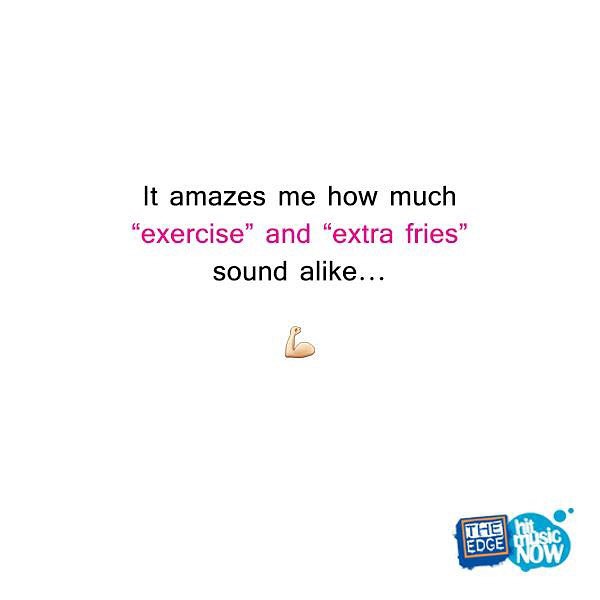 It amazes me how much
“exercise” and “extra fries”
sound alike...
THE
EDGE
hit
music
NOW